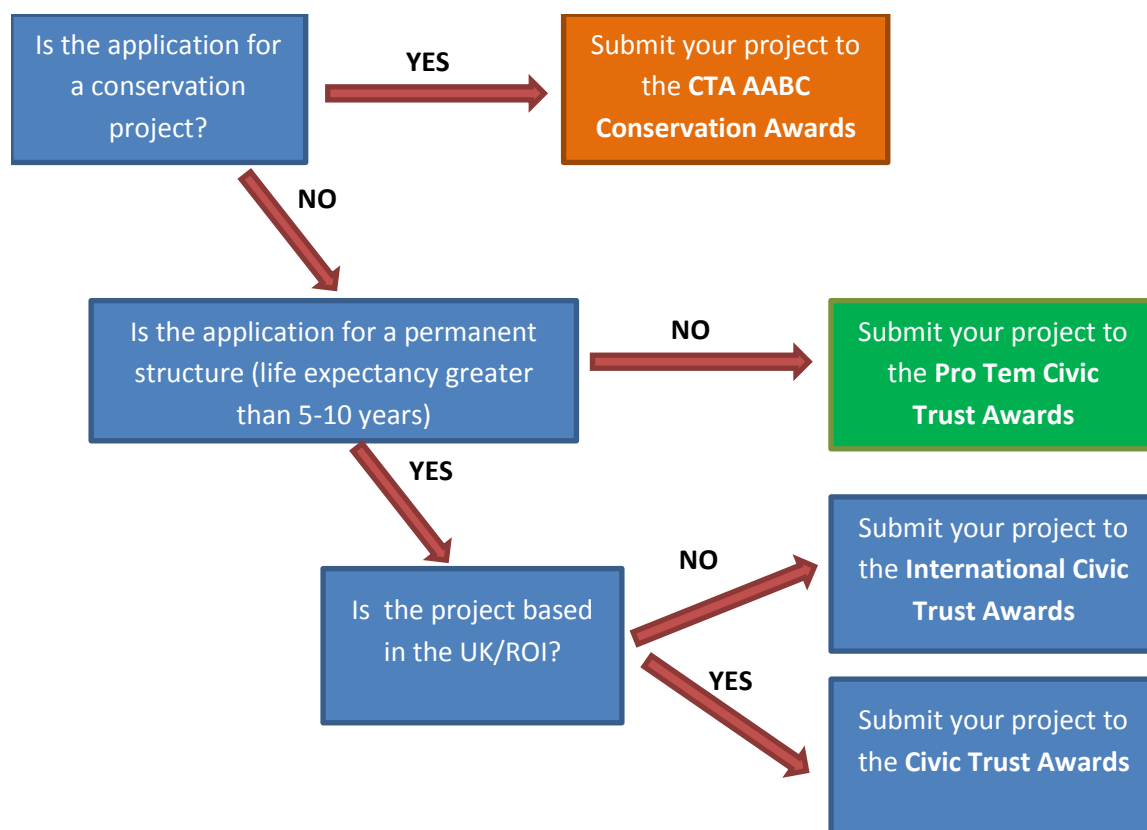 Is the application for
a conservation
project?
YES
Submit your project to
the CTA AABC
Conservation Awards
NO
Is the application for a permanent
structure (life expectancy greater
than 5-10 years)
NO
Submit your project to
the Pro Tem Civic
Trust Awards
YES
Is the project based
in the UK/ROI?
NO
Submit your project to
the International Civic
Trust Awards
YES
Submit your project to
the Civic Trust Awards